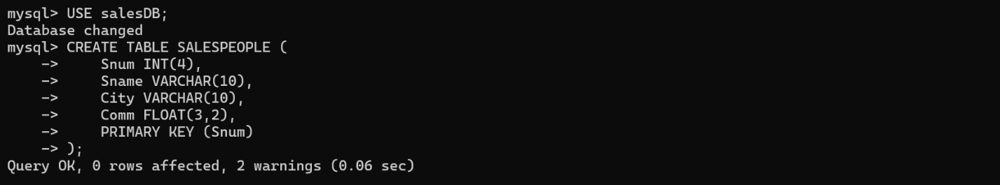 mysql> USE salesDB;
Database changed
mysql> CREATE TABLE SALESPEOPLE (
    ->     Snum INT(4),
    ->     Sname VARCHAR(10),
    ->     City VARCHAR(10),
    ->     Comm FLOAT(3,2),
    ->     PRIMARY KEY (Snum)
    -> );
Query OK, 0 rows affected, 2 warnings (0.06 sec)